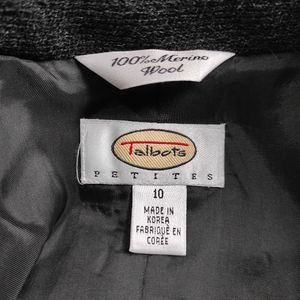 100% Merino
Wool
Talbots
PETITES
10
MADE IN
KOREA
FABRIQUÉ EN
CORÉE